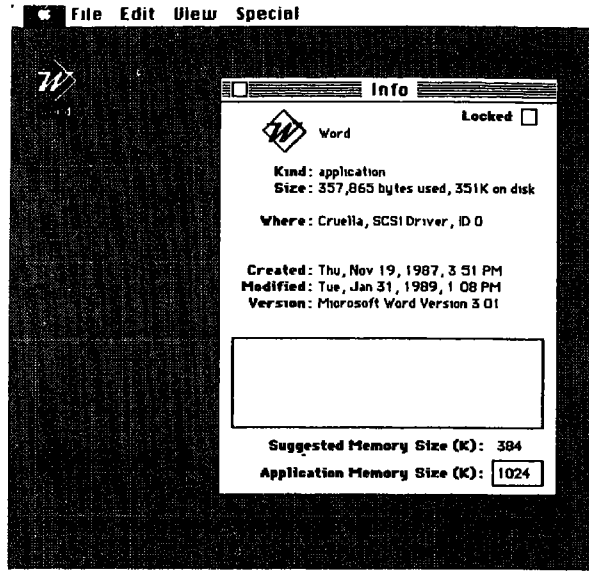 File Edit View Special
Info
Locked
Word
Kind: application
Size: 357,865 bytes used, 351K on disk
Where: Cruella, SCSI Driver, ID 0
Created: Thu, Nov 19, 1987, 3 51 PM
Modified: Tue, Jan 31, 1989, 1 08 PM
Version: Microsoft Word Version 3 01
Suggested Memory Size (K): 384
Application Memory Size (K): 1024